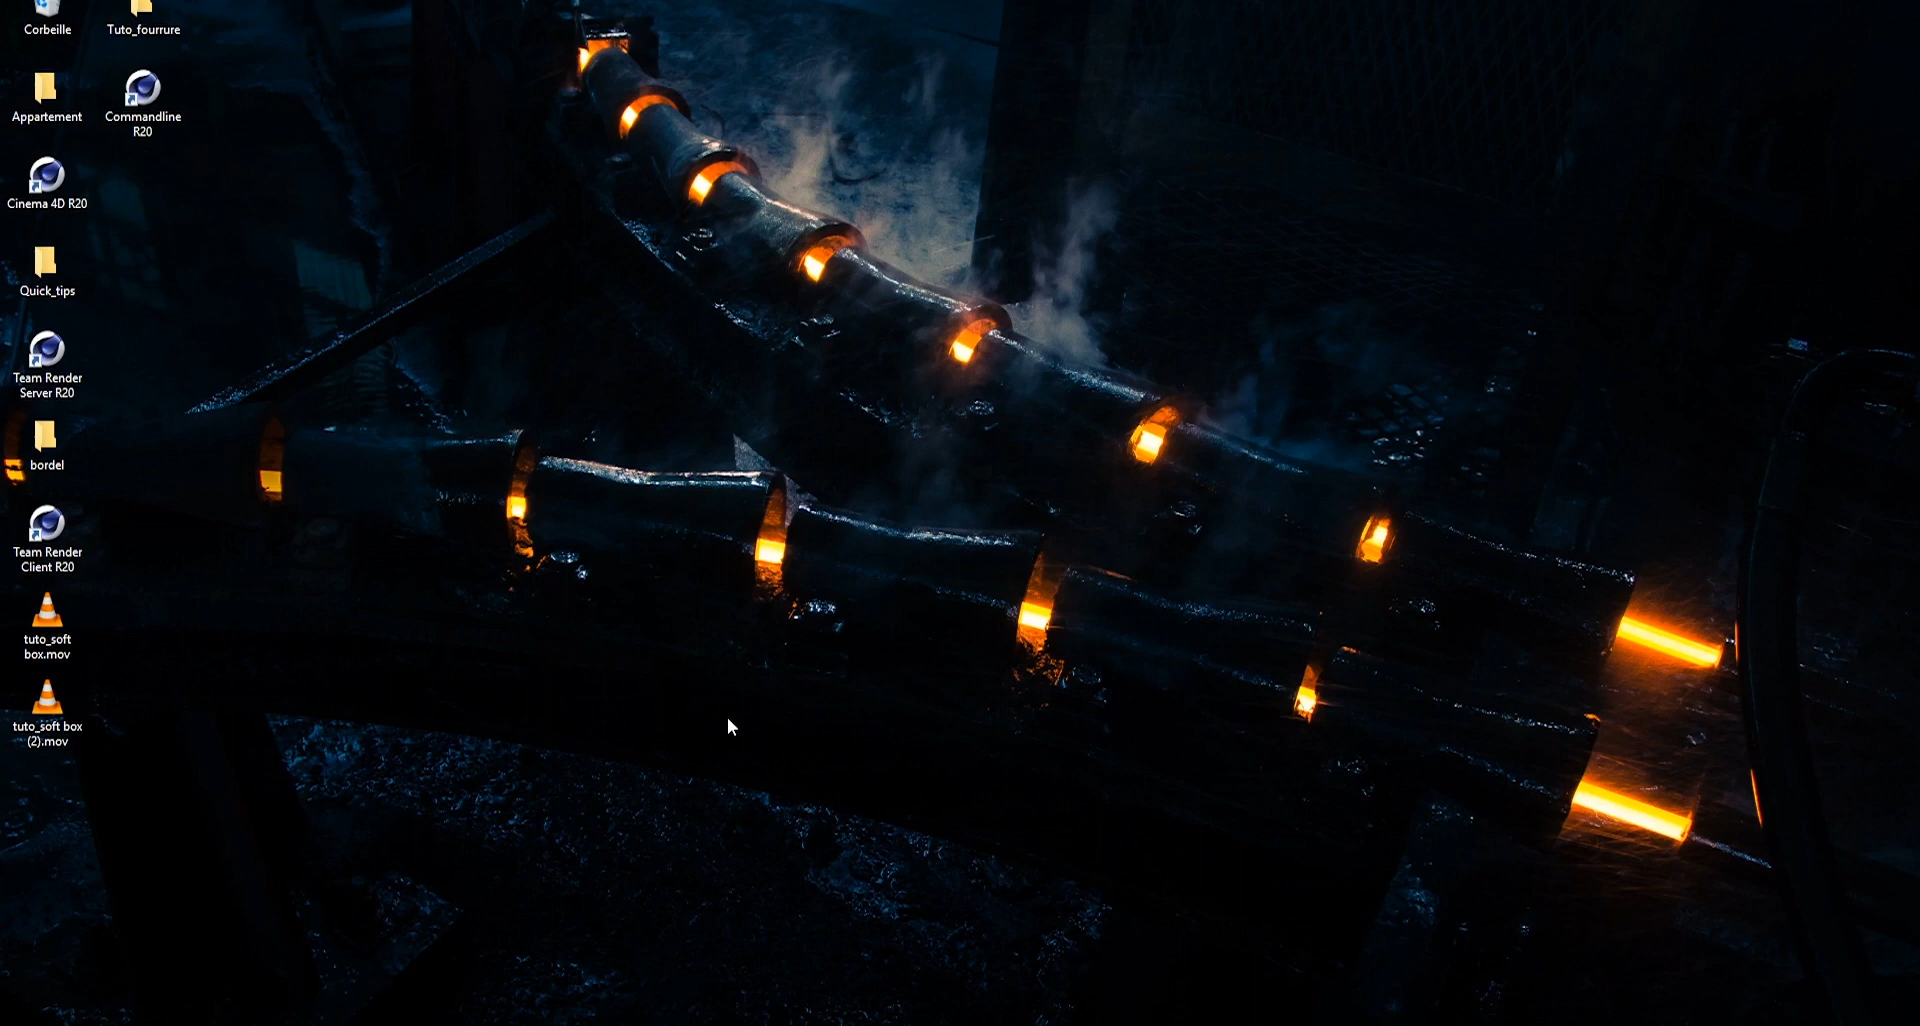 Corbeille
Tuto_fourrure
Appartement
Commandline
R20
Cinema 4D R20
Quick_tips
Team Render
Server R20
bordel
Team Render
Client R20
tuto_soft
box.mov
tuto_soft box
(2).mov